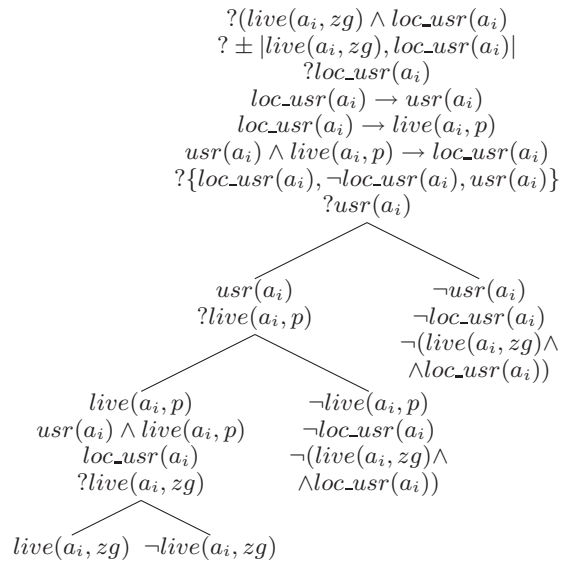 ?(live(a_i, zg) ∧ loc_usr(a_i)
? ± |live(a_i, zg), loc_usr(a_i)|
?loc_usr(a_i)
loc_usr(a_i) → usr(a_i)
loc_usr(a_i) → live(a_i, p)
usr(a_i) ∧ live(a_i, p) → loc_usr(a_i)
?{loc_usr(a_i), ¬loc_usr(a_i), usr(a_i)}
?usr(a_i)
usr(a_i)
?live(a_i, p)
¬usr(a_i)
¬loc_usr(a_i)
¬(live(a_i, zg)∧
∧loc_usr(a_i))
live(a_i, p)
usr(a_i) ∧ live(a_i, p)
loc_usr(a_i)
?live(a_i, zg)
¬live(a_i, p)
¬loc_usr(a_i)
¬(live(a_i, zg)∧
∧loc_usr(a_i))
live(a_i, zg) ¬live(a_i, zg)